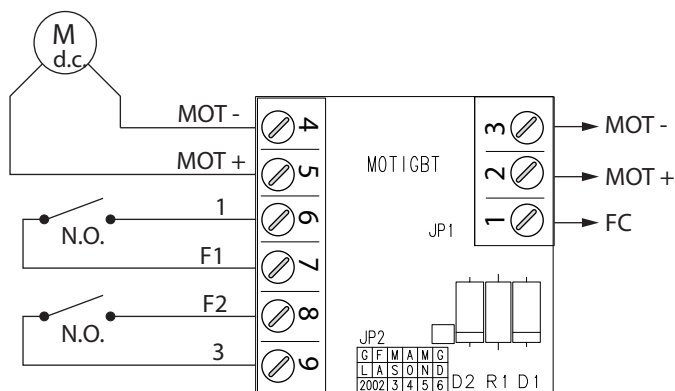 M
d.c.
MOT -
MOT +
1
F1
F2
3
N.O.
N.O.
4
5
6
7
8
9
MOTIGBT
JP1
3
2
1
MOT -
MOT +
FC
JP2
G F M A M G
L A S O N D
2002 3 4 5 6
D2 R1 D1